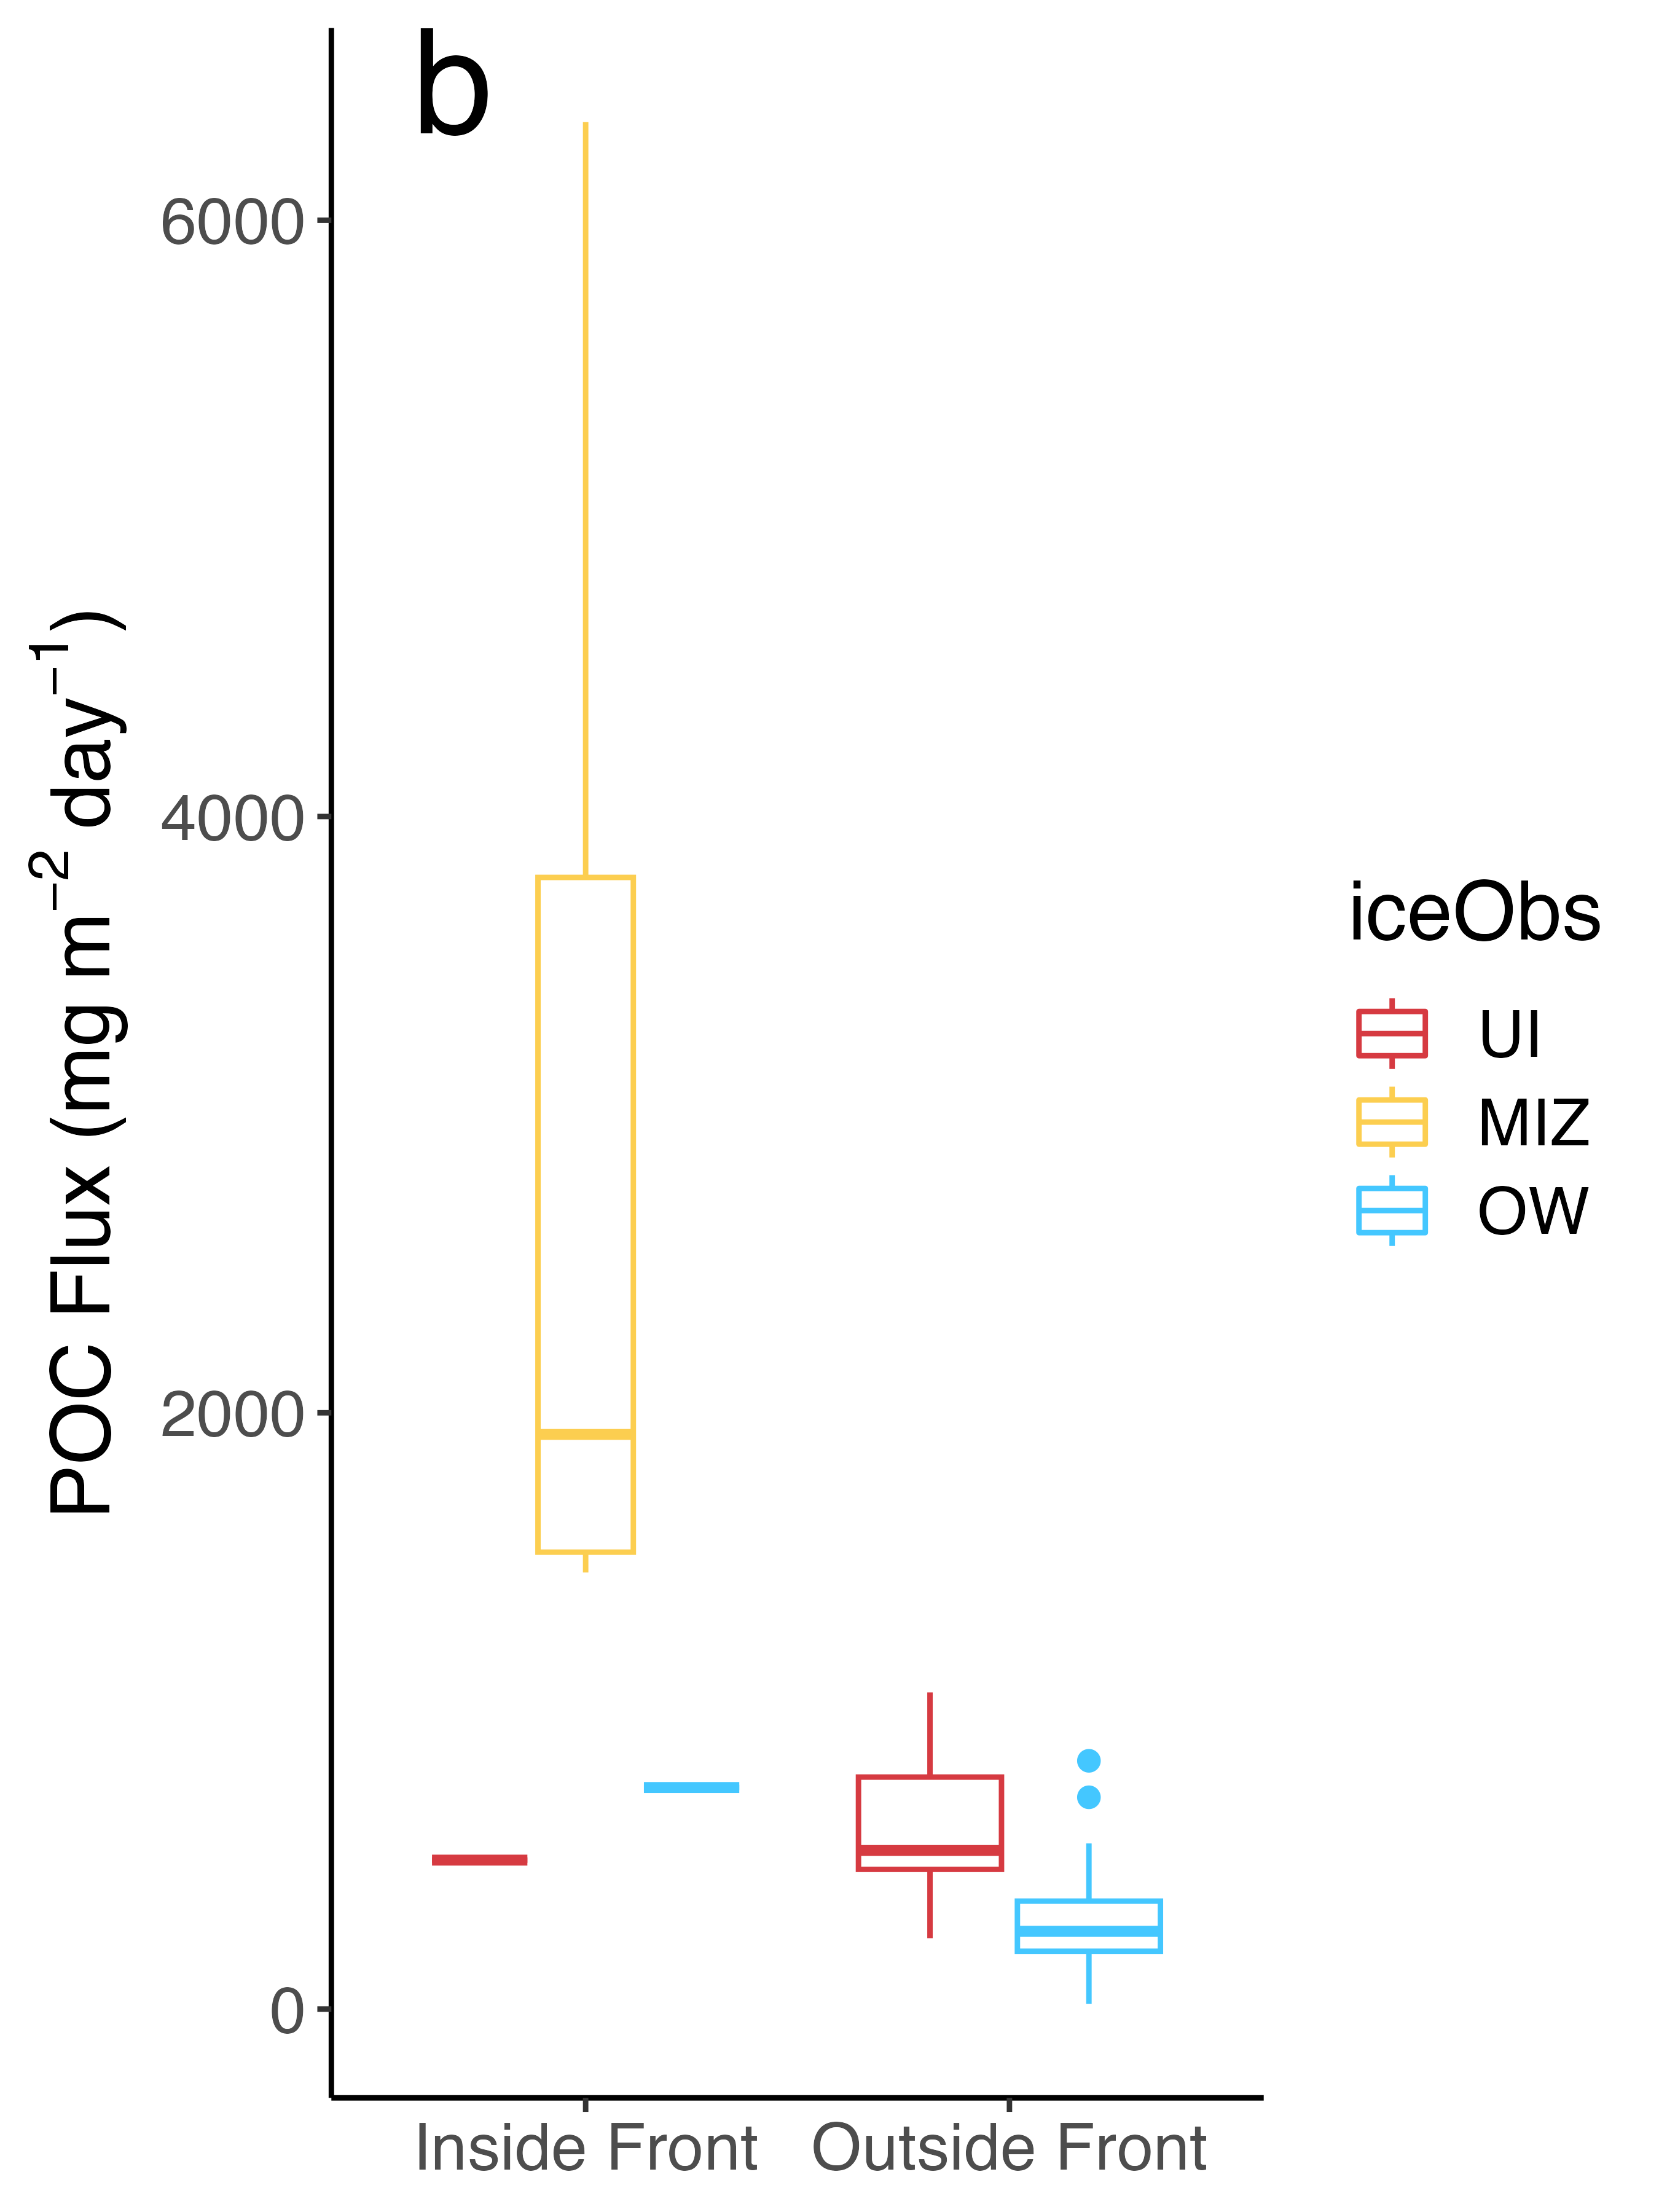 b
POC Flux (mg m⁻² day⁻¹)
6000
4000
2000
0
Inside Front
Outside Front
iceObs
UI
MIZ
OW